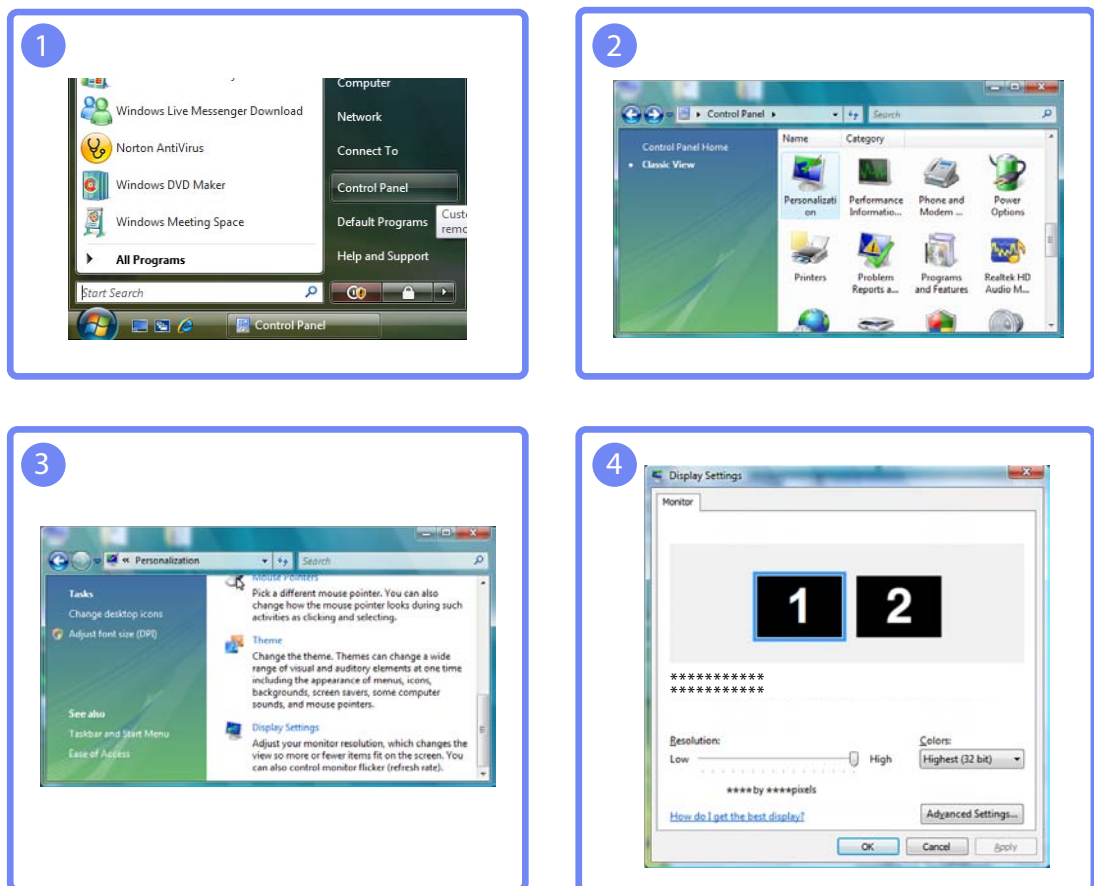 1
Windows Live Messenger Download
Norton AntiVirus
Windows DVD Maker
Windows Meeting Space
All Programs
Start Search
Computer
Network
Connect To
Control Panel
Default Programs
Help and Support
Control Panel
2
Control Panel
Search
Control Panel Home
Classic View
Name Category
Personalizati
on
Performance
Informatio...
Phone and
Modem ...
Power
Options
Printers
Problem
Reports a...
Programs
and Features
Realtek HD
Audio M...
3
« Personalization
Search
Tasks
Change desktop icons
Adjust font size (DPI)
See also
Taskbar and Start Menu
Ease of Access
Mouse Pointers
Pick a different mouse pointer. You can also
change how the mouse pointer looks during such
activities as clicking and selecting.
Theme
Change the theme. Themes can change a wide
range of visual and auditory elements at one time
including the appearance of menus, icons,
backgrounds, screen savers, some computer
sounds, and mouse pointers.
Display Settings
Adjust your monitor resolution, which changes the
view so more or fewer items fit on the screen. You
can also control monitor flicker (refresh rate).
4
Display Settings
Monitor
1 2
***********
***********
Resolution:
Low High
****by ****pixels
Colors:
Highest (32 bit)
How do I get the best display?
Advanced Settings...
OK Cancel Apply